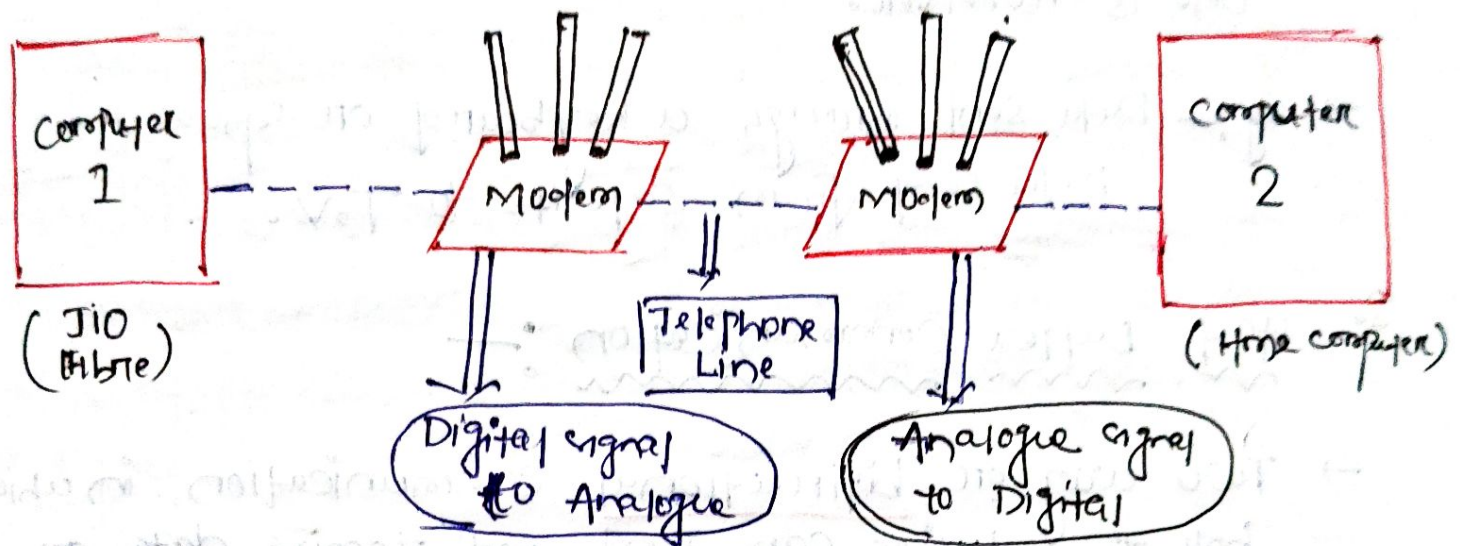 Computer
1
(JIO
Fibre)
Modem
Modem
Computer
2
(Home computer)
Telephone
Line
Digital signal
to Analogue
Analogue signal
to Digital